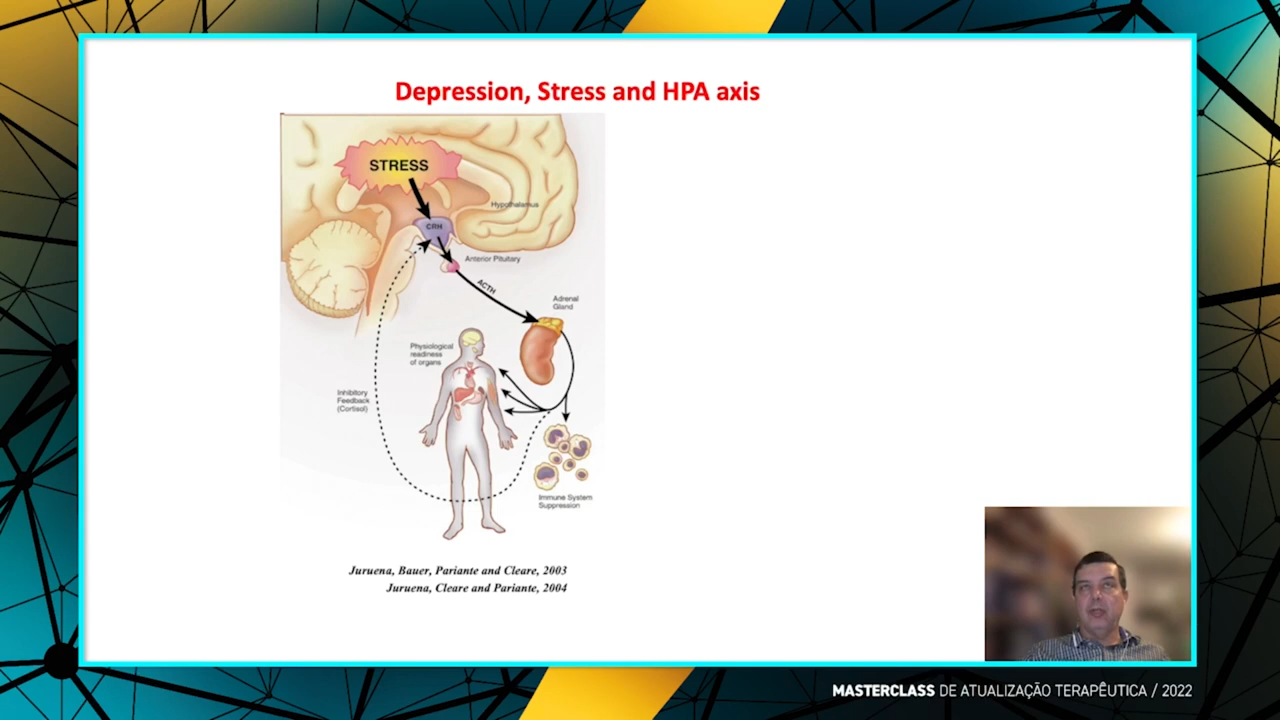 Depression, Stress and HPA axis
STRESS
Hypothalamus
CRH
Anterior Pituitary
ACTH
Adrenal
Gland
Physiological
readiness
of organs
Inhibitory
Feedback
(Cortisol)
Immune System
Suppression
Juruena, Bauer, Pariante and Cleare, 2003
Juruena, Cleare and Pariante, 2004
MASTERCLASS DE ATUALIZAÇÃO TERAPÊUTICA / 2022